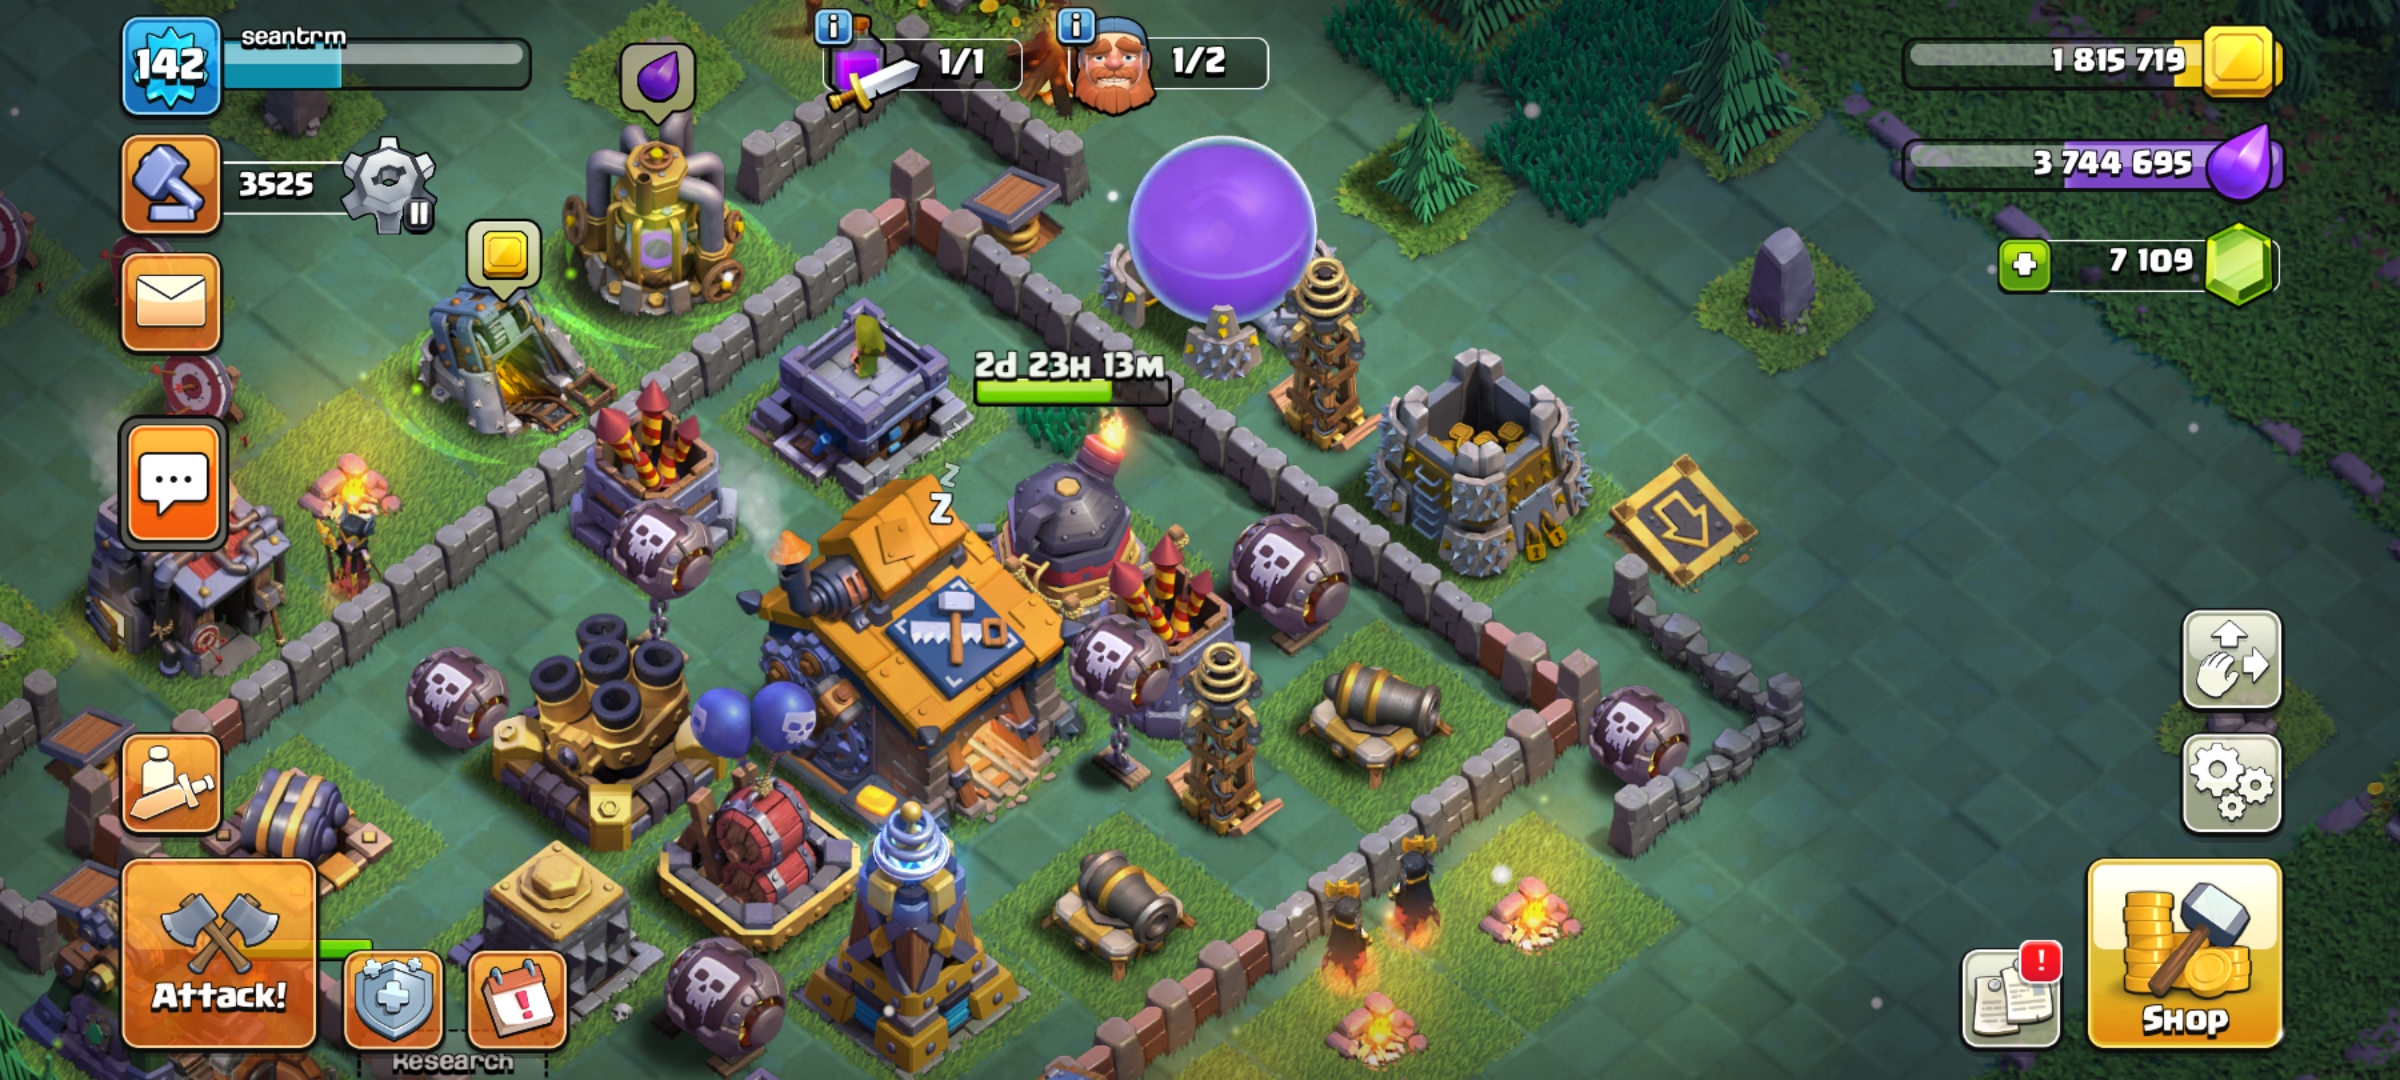 142
seantrm
1/1
1/2
1 815 719
3525
3 744 695
7 109
2d 23h 13m
z
z
z
Attack!
Shop
Research